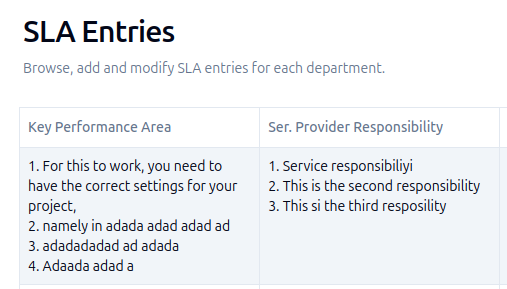 SLA Entries
Browse, add and modify SLA entries for each department.
Key Performance Area
Ser. Provider Responsibility
1. For this to work, you need to
have the correct settings for your
project,
2. namely in adada adad adad ad
3. adadadadad ad adada
4. Adaada adad a
1. Service responsibiliyi
2. This is the second responsibility
3. This si the third resposility